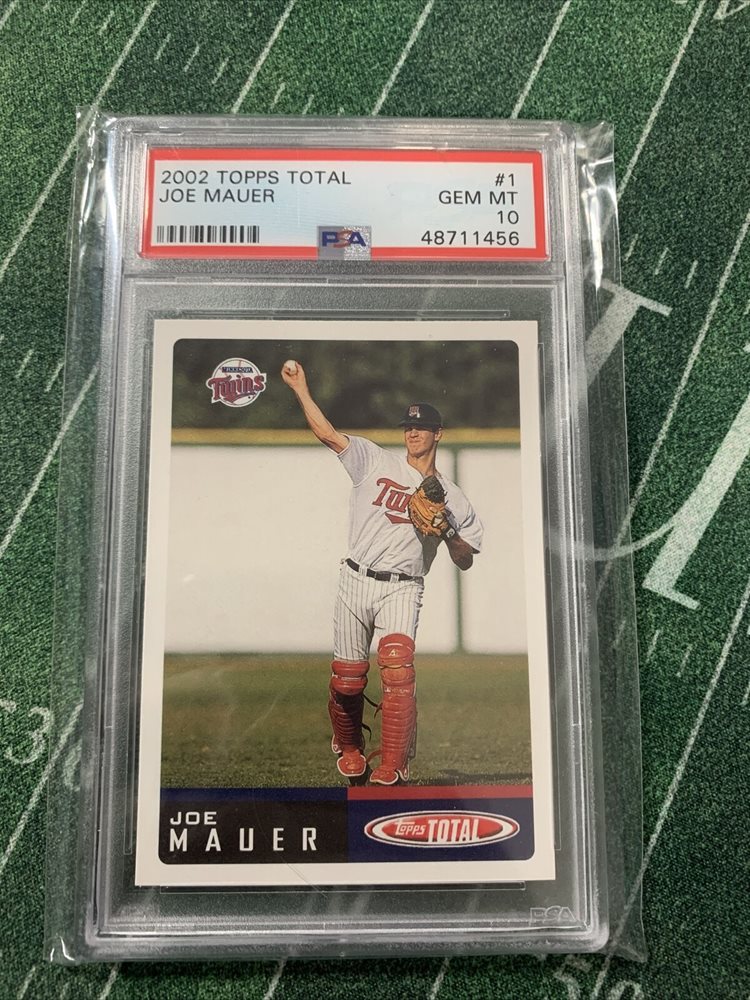 2002 TOPPS TOTAL #1
JOE MAUER GEM MT
10
PSA 48711456
Twins
JOE
MAUER
Topps TOTAL
PSA